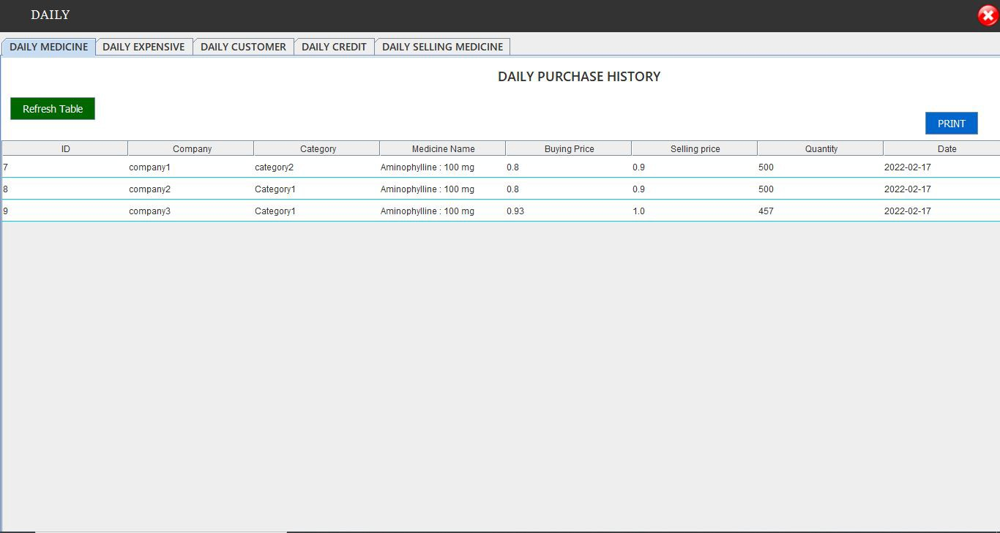 DAILY
DAILY MEDICINE DAILY EXPENSIVE DAILY CUSTOMER DAILY CREDIT DAILY SELLING MEDICINE
DAILY PURCHASE HISTORY
Refresh Table
PRINT
ID Company Category Medicine Name Buying Price Selling price Quantity Date
7 company1 category2 Aminophylline : 100 mg 0.8 0.9 500 2022-02-17
8 company2 Category1 Aminophylline : 100 mg 0.8 0.9 500 2022-02-17
9 company3 Category1 Aminophylline : 100 mg 0.93 1.0 457 2022-02-17